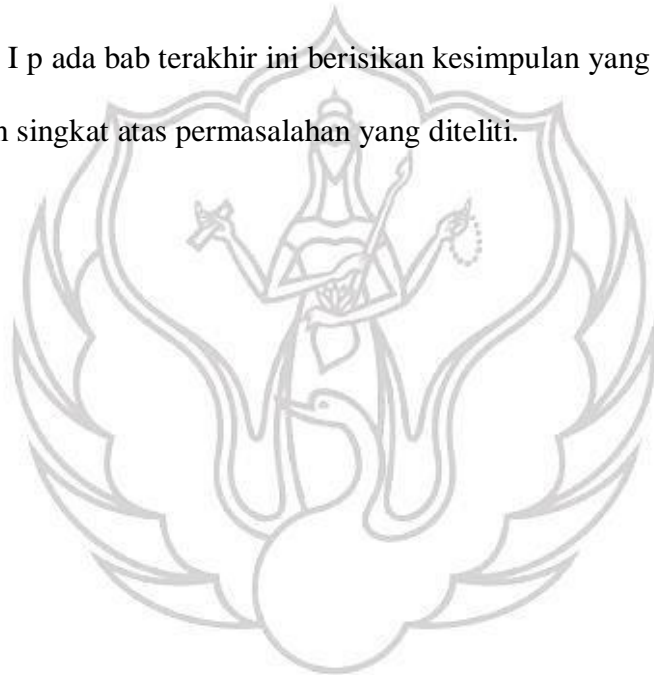 I p ada bab terakhir ini berisikan kesimpulan yang
n singkat atas permasalahan yang diteliti.